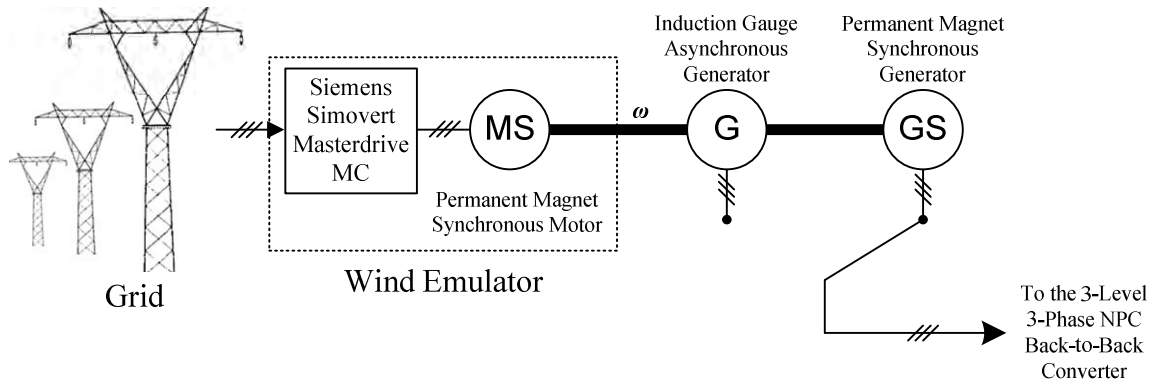 Induction Gauge
Asynchronous
Generator
Permanent Magnet
Synchronous
Generator
Siemens
Simovert
Masterdrive
MC
MS
ω
G
GS
Permanent Magnet
Synchronous Motor
Wind Emulator
Grid
To the 3-Level
3-Phase NPC
Back-to-Back
Converter